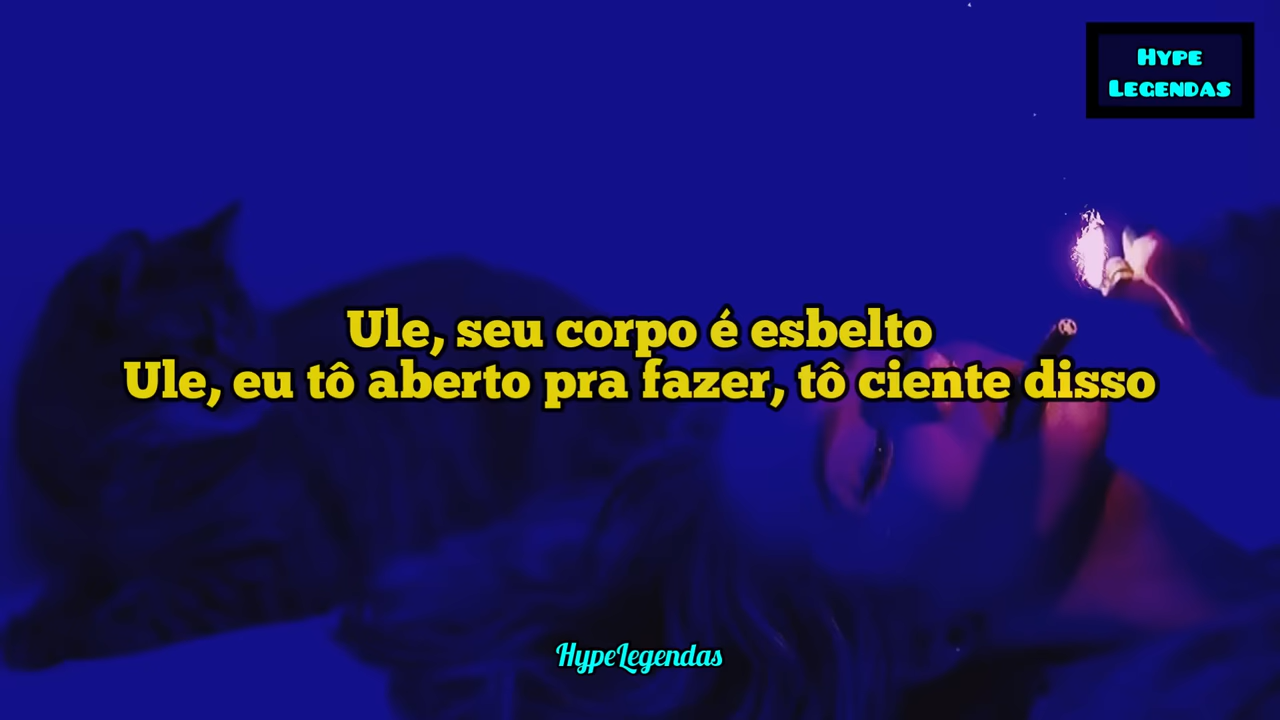 Hype
Legendas
Ule, seu corpo é esbelto
Ule, eu tô aberto pra fazer, tô ciente disso
HypeLegendas